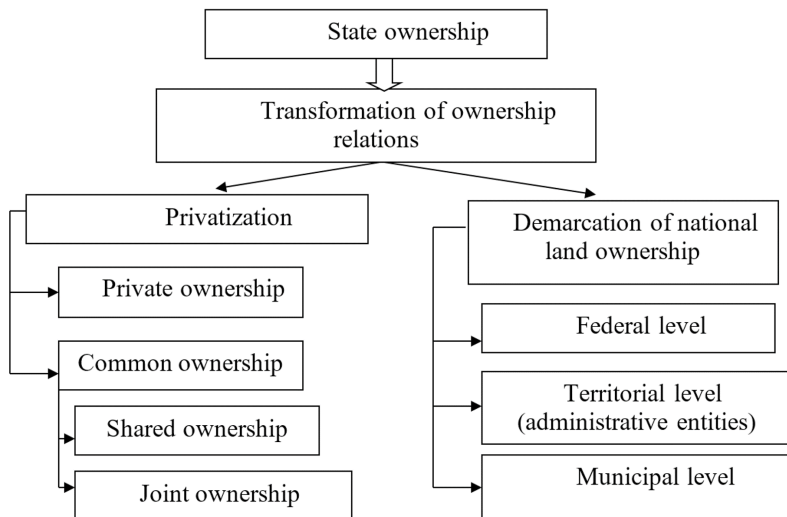 State ownership
Transformation of ownership
relations
Privatization
Private ownership
Common ownership
Shared ownership
Joint ownership
Demarcation of national
land ownership
Federal level
Territorial level
(administrative entities)
Municipal level